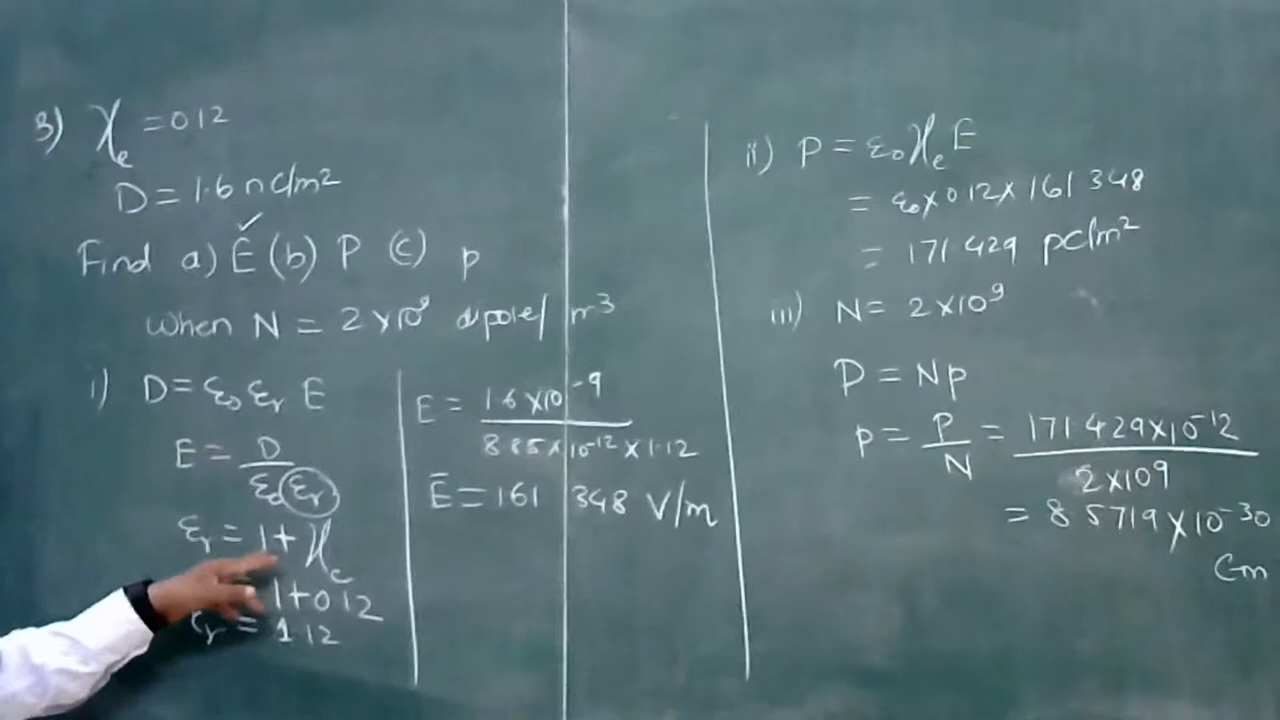 3) χe = 0 12
D = 1.6 nc/m²
Find a) E (b) P (c) p
when N = 2 × 10⁹ dipole/m³
i) D = ε₀ εr E
E = D / ε₀ εr
εr = 1 + χe
1 + 0 12
εr = 1 12
E = 1.6 × 10⁻⁹ / 8 85 × 10⁻¹² × 1.12
Ē = 161 348 V/m
ii) P = ε₀ χe E
= ε₀ × 0 12 × 161 348
= 171 429 pc/m²
iii) N = 2 × 10⁹
P = Np
p = P / N = 171 429 × 10⁻¹² / 2 × 109
= 8 5719 × 10⁻³⁰
C-m